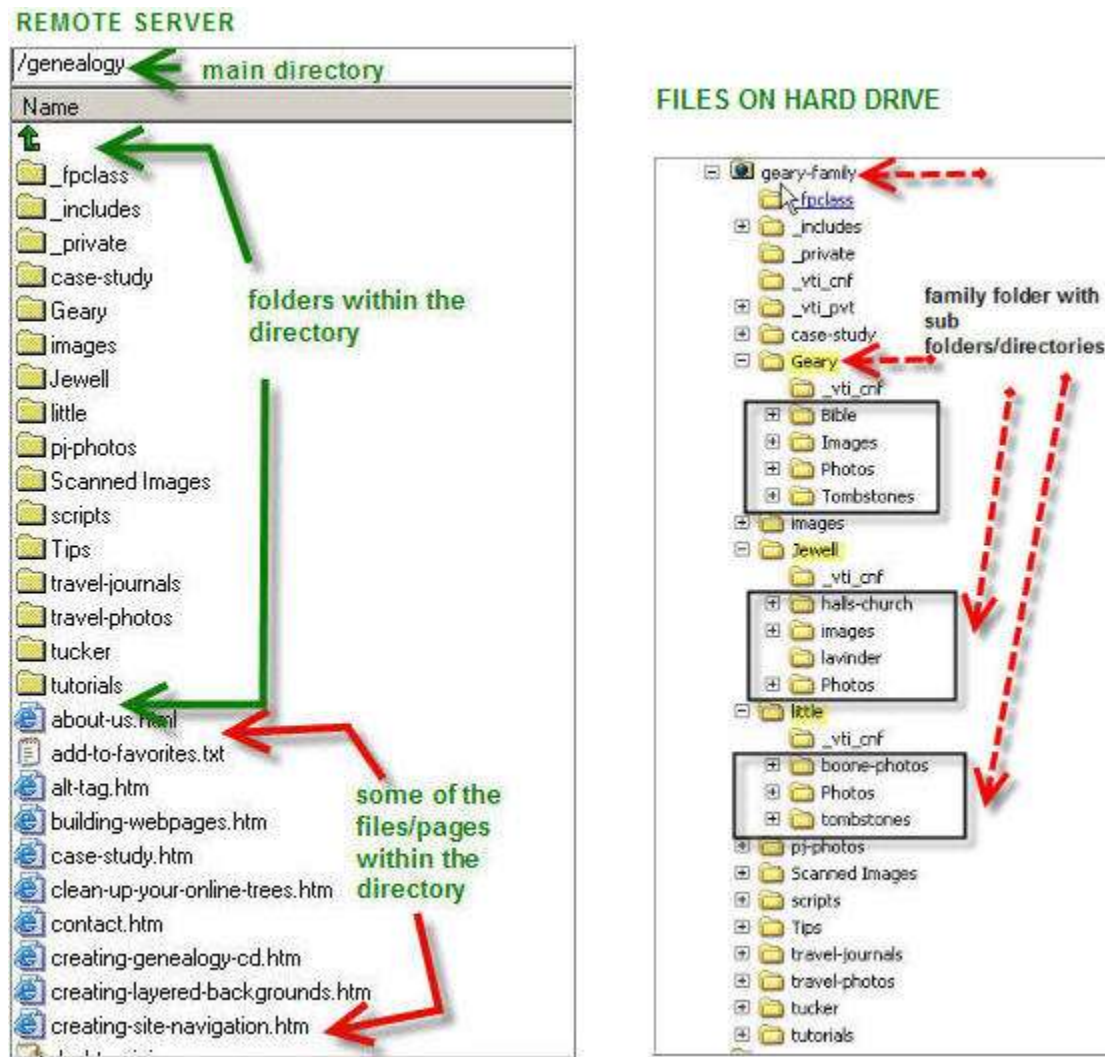 REMOTE SERVER
/genealogy
main directory
Name
_fpclass
_includes
_private
case-study
Geary
images
Jewell
little
pj-photos
Scanned Images
scripts
Tips
travel-journals
travel-photos
tucker
tutorials
about-us.html
add-to-favorites.txt
alt-tag.htm
building-webpages.htm
case-study.htm
clean-up-your-online-trees.htm
contact.htm
creating-genealogy-cd.htm
creating-layered-backgrounds.htm
creating-site-navigation.htm
folders within the
directory
some of the
files/pages
within the
directory
FILES ON HARD DRIVE
geary-family
_fpclass
_includes
_private
_vti_cnf
_vti_pvt
case-study
Geary
_vti_cnf
Bible
Images
Photos
Tombstones
images
Jewell
_vti_cnf
halls-church
images
lavinder
Photos
little
_vti_cnf
boone-photos
Photos
tombstones
pj-photos
Scanned Images
scripts
Tips
travel-journals
travel-photos
tucker
tutorials
family folder with
sub
folders/directories